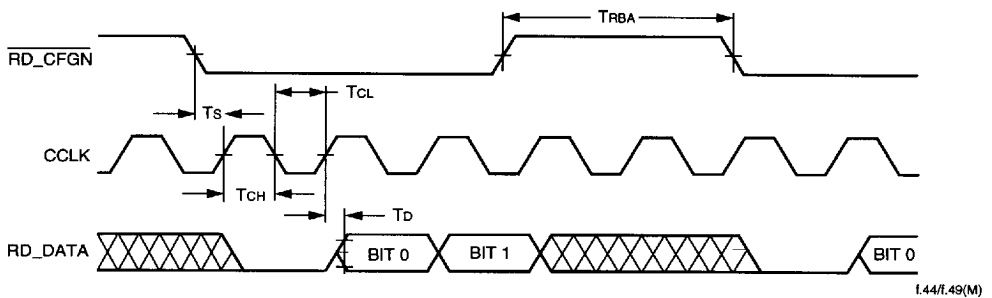 TRBA
RD_CFGN
TCL
TS
CCLK
TCH
TD
RD_DATA
BIT 0
BIT 1
BIT 0
f.44/f.49(M)